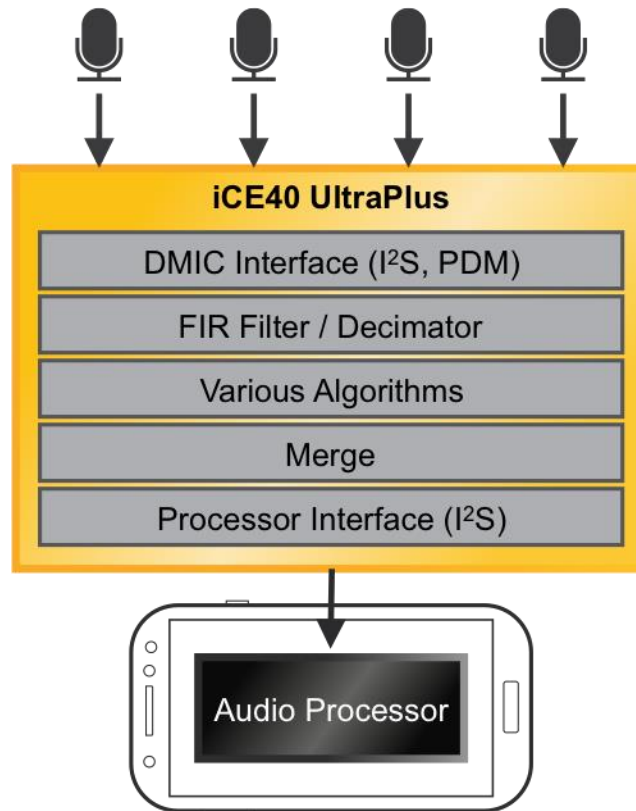 iCE40 UltraPlus
DMIC Interface (I²S, PDM)
FIR Filter / Decimator
Various Algorithms
Merge
Processor Interface (I²S)
Audio Processor